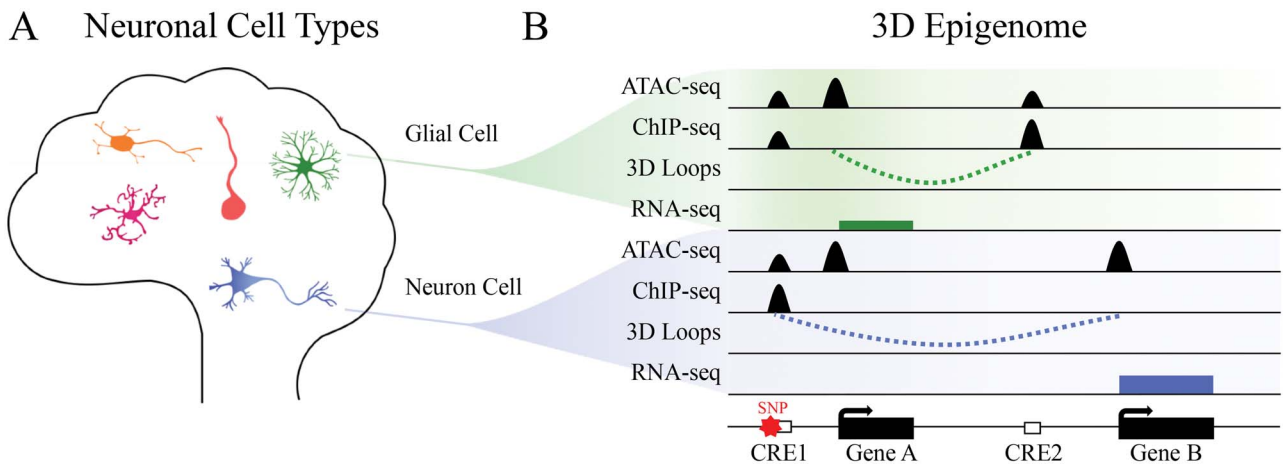 A Neuronal Cell Types
B 3D Epigenome
Glial Cell
Neuron Cell
ATAC-seq
ChIP-seq
3D Loops
RNA-seq
ATAC-seq
ChIP-seq
3D Loops
RNA-seq
SNP
CRE1 Gene A CRE2 Gene B